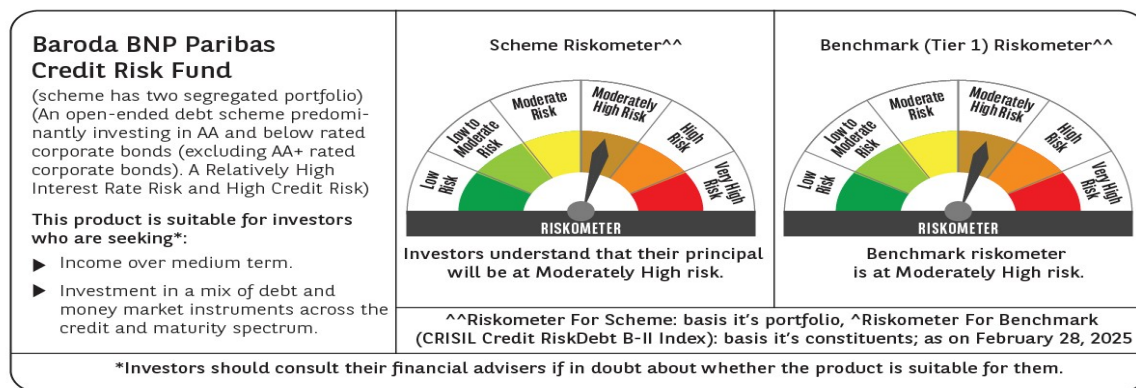 Baroda BNP Paribas
Credit Risk Fund
(scheme has two segregated portfolio)
(An open-ended debt scheme predomi-
nantly investing in AA and below rated
corporate bonds (excluding AA+ rated
corporate bonds). A Relatively High
Interest Rate Risk and High Credit Risk)
This product is suitable for investors
who are seeking*:
▶ Income over medium term.
▶ Investment in a mix of debt and
money market instruments across the
credit and maturity spectrum.
Scheme Riskometer^^
Low
Risk
Low to
Moderate
Risk
Moderate
Risk
Moderately
High Risk
High
Risk
Very High
Risk
RISKOMETER
Investors understand that their principal
will be at Moderately High risk.
Benchmark (Tier 1) Riskometer^^
Low
Risk
Low to
Moderate
Risk
Moderate
Risk
Moderately
High Risk
High
Risk
Very High
Risk
RISKOMETER
Benchmark riskometer
is at Moderately High risk.
^^Riskometer For Scheme: basis it’s portfolio, ^Riskometer For Benchmark
(CRISIL Credit RiskDebt B-II Index): basis it’s constituents; as on February 28, 2025
*Investors should consult their financial advisers if in doubt about whether the product is suitable for them.